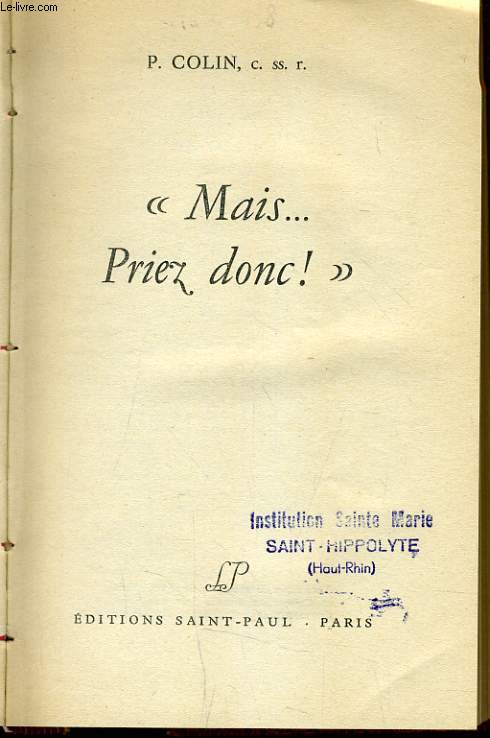 Le-livre.com
P. COLIN, c. ss. r.
« Mais...
Priez donc! »
Institution Sainte Marie
SAINT-HIPPOLYTE
(Haut-Rhin)
SP
ÉDITIONS SAINT-PAUL . PARIS